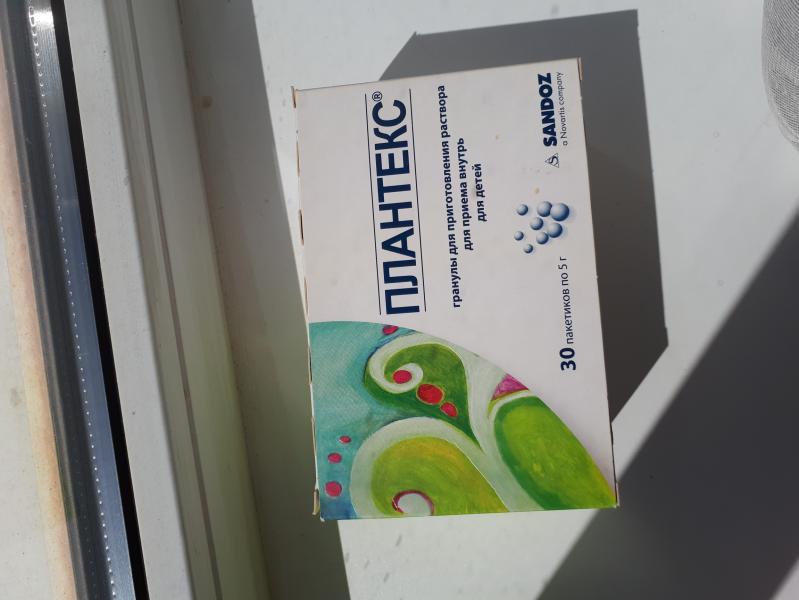 ПЛАНТЕКС®
гранулы для приготовления раствора
для приема внутрь
для детей
30 пакетиков по 5 г
SANDOZ
a Novartis company